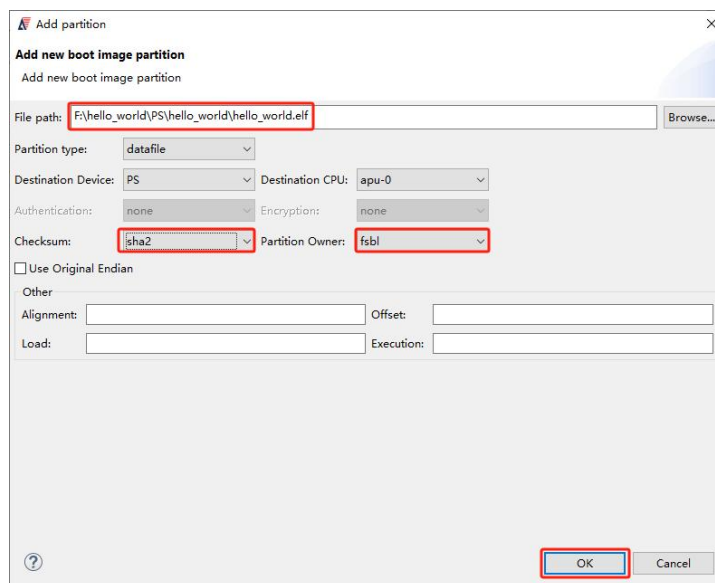 Add partition
Add new boot image partition
Add new boot image partition
File path: F:\hello_world\PS\hello_world\hello_world.elf Browse...
Partition type: datafile
Destination Device: PS Destination CPU: apu-0
Authentication: none Encryption: none
Checksum: sha2 Partition Owner: fsbl
Use Original Endian
Other
Alignment: Offset:
Load: Execution:
? OK Cancel